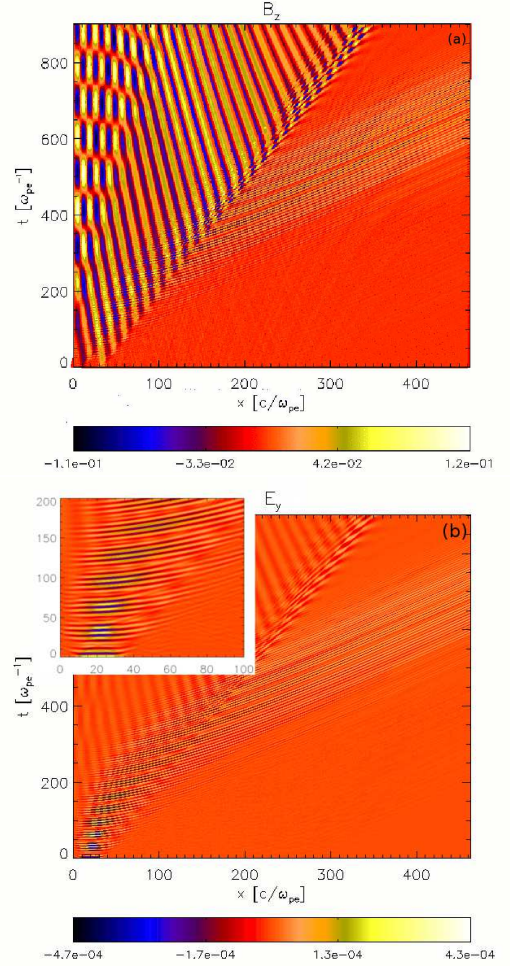 B_z
(a)
800
600
400
200
0
t [ω_pe^-1]
0 100 200 300 400
x [c/ω_pe]
-1.1e-01 -3.3e-02 4.2e-02 1.2e-01
E_y
(b)
200
150
100
50
0
0 20 40 60 80 100
400
200
0
t [ω_pe^-1]
0 100 200 300 400
x [c/ω_pe]
-4.7e-04 -1.7e-04 1.3e-04 4.3e-04